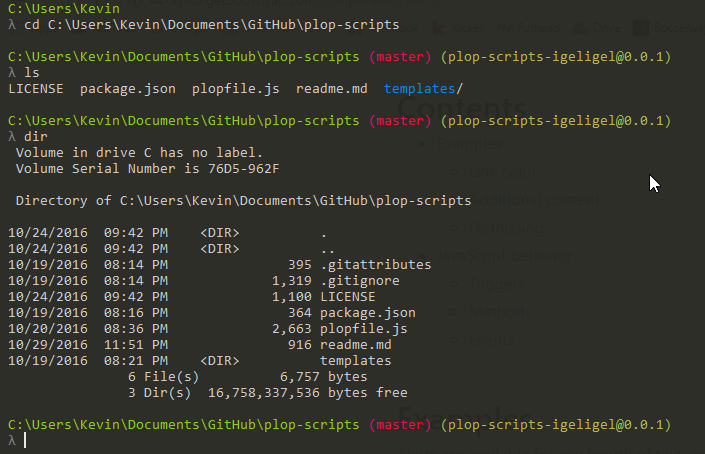 C:\Users\Kevin
λ cd C:\Users\Kevin\Documents\GitHub\plop-scripts

C:\Users\Kevin\Documents\GitHub\plop-scripts (master) (plop-scripts-igeligel@0.0.1)
λ ls
LICENSE  package.json  plopfile.js  readme.md  templates/

C:\Users\Kevin\Documents\GitHub\plop-scripts (master) (plop-scripts-igeligel@0.0.1)
λ dir
 Volume in drive C has no label.
 Volume Serial Number is 76D5-962F

 Directory of C:\Users\Kevin\Documents\GitHub\plop-scripts

10/24/2016  09:42 PM    <DIR>          .
10/24/2016  09:42 PM    <DIR>          ..
10/19/2016  08:14 PM               395 .gitattributes
10/19/2016  08:14 PM             1,319 .gitignore
10/24/2016  09:42 PM             1,100 LICENSE
10/19/2016  08:16 PM               364 package.json
10/20/2016  08:36 PM             2,663 plopfile.js
10/29/2016  11:51 PM               916 readme.md
10/19/2016  08:21 PM    <DIR>          templates
               6 File(s)          6,757 bytes
               3 Dir(s)  16,758,337,536 bytes free

C:\Users\Kevin\Documents\GitHub\plop-scripts (master) (plop-scripts-igeligel@0.0.1)
λ
Contents
Examples
Examples